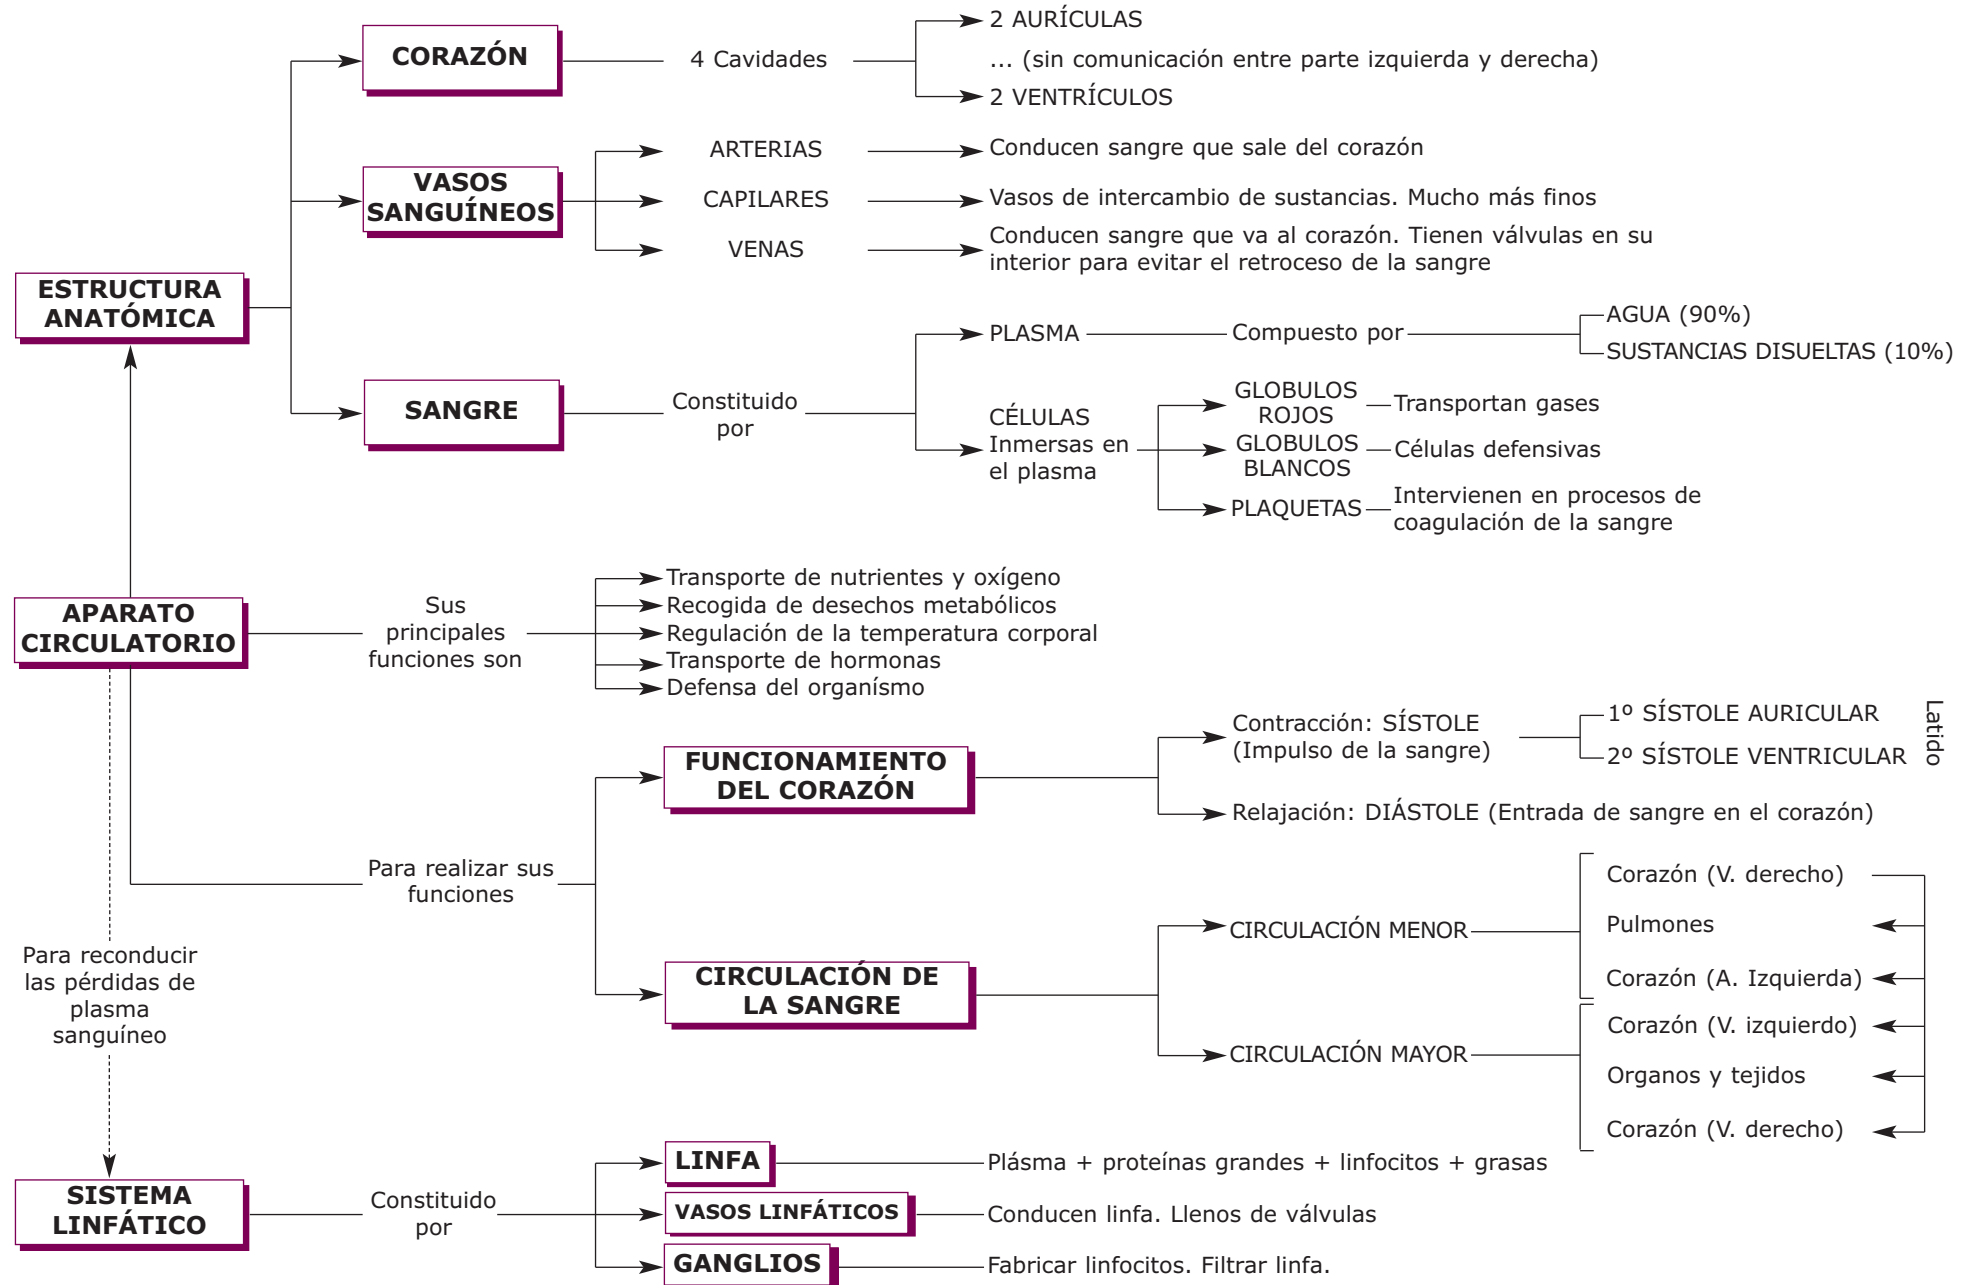 CORAZÓN
4 Cavidades
2 AURÍCULAS
... (sin comunicación entre parte izquierda y derecha)
2 VENTRÍCULOS
VASOS
SANGUÍNEOS
ARTERIAS
Conducen sangre que sale del corazón
CAPILARES
Vasos de intercambio de sustancias. Mucho más finos
VENAS
Conducen sangre que va al corazón. Tienen válvulas en su
interior para evitar el retroceso de la sangre
ESTRUCTURA
ANATÓMICA
SANGRE
Constituido
por
PLASMA
Compuesto por
AGUA (90%)
SUSTANCIAS DISUELTAS (10%)
CÉLULAS
Inmersas en
el plasma
GLOBULOS
ROJOS
Transportan gases
GLOBULOS
BLANCOS
Células defensivas
PLAQUETAS
Intervienen en procesos de
coagulación de la sangre
APARATO
CIRCULATORIO
Sus
principales
funciones son
Transporte de nutrientes y oxígeno
Recogida de desechos metabólicos
Regulación de la temperatura corporal
Transporte de hormonas
Defensa del organísmo
Para realizar sus
funciones
FUNCIONAMIENTO
DEL CORAZÓN
Contracción: SÍSTOLE
(Impulso de la sangre)
1º SÍSTOLE AURICULAR
2º SÍSTOLE VENTRICULAR
Latido
Relajación: DIÁSTOLE (Entrada de sangre en el corazón)
CIRCULACIÓN DE
LA SANGRE
CIRCULACIÓN MENOR
Corazón (V. derecho)
Pulmones
Corazón (A. Izquierda)
CIRCULACIÓN MAYOR
Corazón (V. izquierdo)
Organos y tejidos
Corazón (V. derecho)
Para reconducir
las pérdidas de
plasma
sanguíneo
SISTEMA
LINFÁTICO
Constituido
por
LINFA
Plásma + proteínas grandes + linfocitos + grasas
VASOS LINFÁTICOS
Conducen linfa. Llenos de válvulas
GANGLIOS
Fabricar linfocitos. Filtrar linfa.